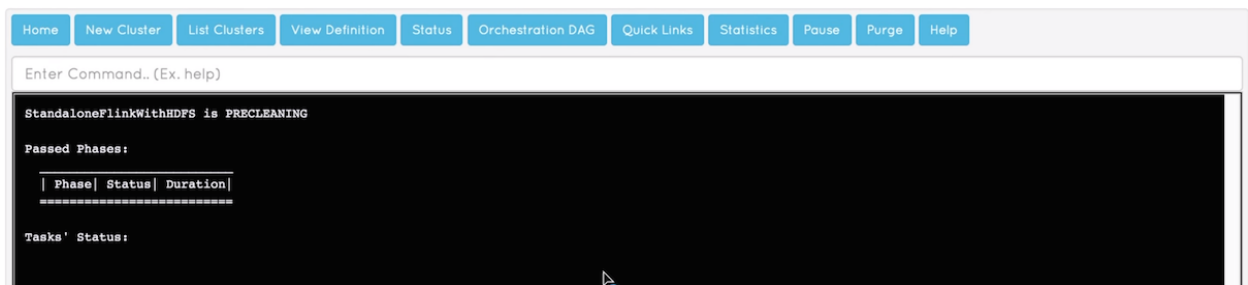 Home New Cluster List Clusters View Definition Status Orchestration DAG Quick Links Statistics Pause Purge Help
Enter Command.. (Ex. help)
StandaloneFlinkWithHDFS is PRECLEANING
Passed Phases:
| Phase| Status| Duration|
==========================
Tasks' Status: